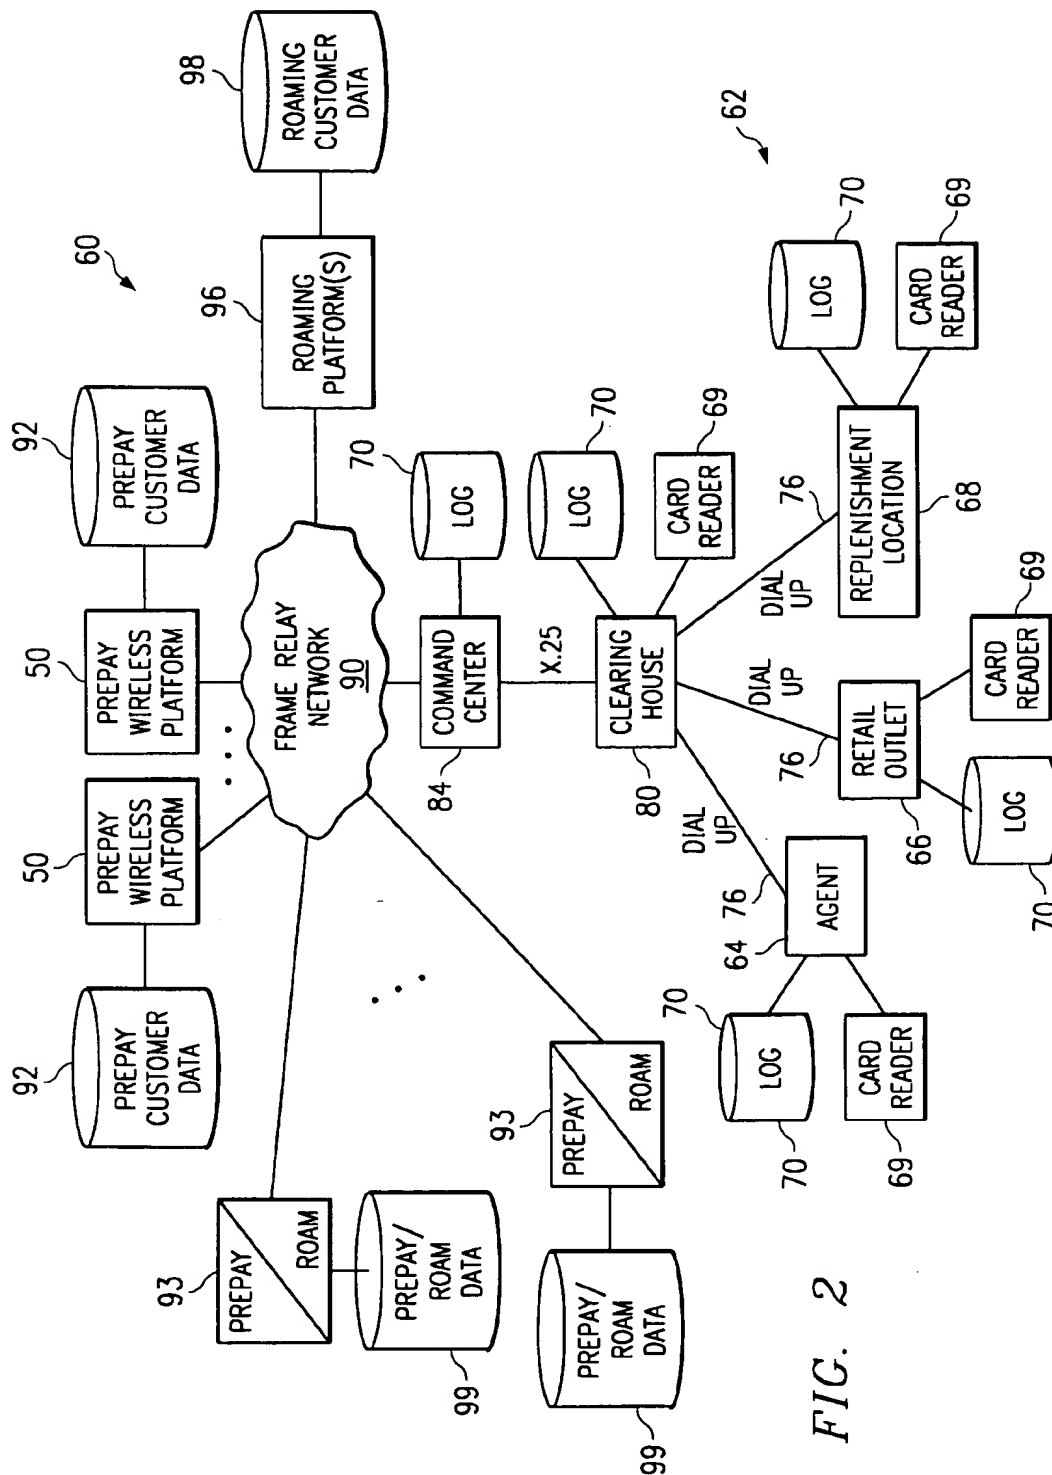 60
92
PREPAY
CUSTOMER
DATA
50
PREPAY
WIRELESS
PLATFORM
50
PREPAY
WIRELESS
PLATFORM
92
PREPAY
CUSTOMER
DATA
96
ROAMING
PLATFORM(S)
98
ROAMING
CUSTOMER
DATA
93
PREPAY
ROAM
FRAME RELAY
NETWORK
90
99
PREPAY/
ROAM DATA
70
LOG
84
COMMAND
CENTER
93
PREPAY
ROAM
99
PREPAY/
ROAM DATA
X.25
70
LOG
80
CLEARING
HOUSE
69
CARD
READER
62
DIAL
UP
DIAL
UP
DIAL
UP
76
76
76
70
70
LOG
64
AGENT
69
CARD
READER
66
RETAIL
OUTLET
70
LOG
69
CARD
READER
68
REPLENISHMENT
LOCATION
70
LOG
69
CARD
READER
FIG. 2